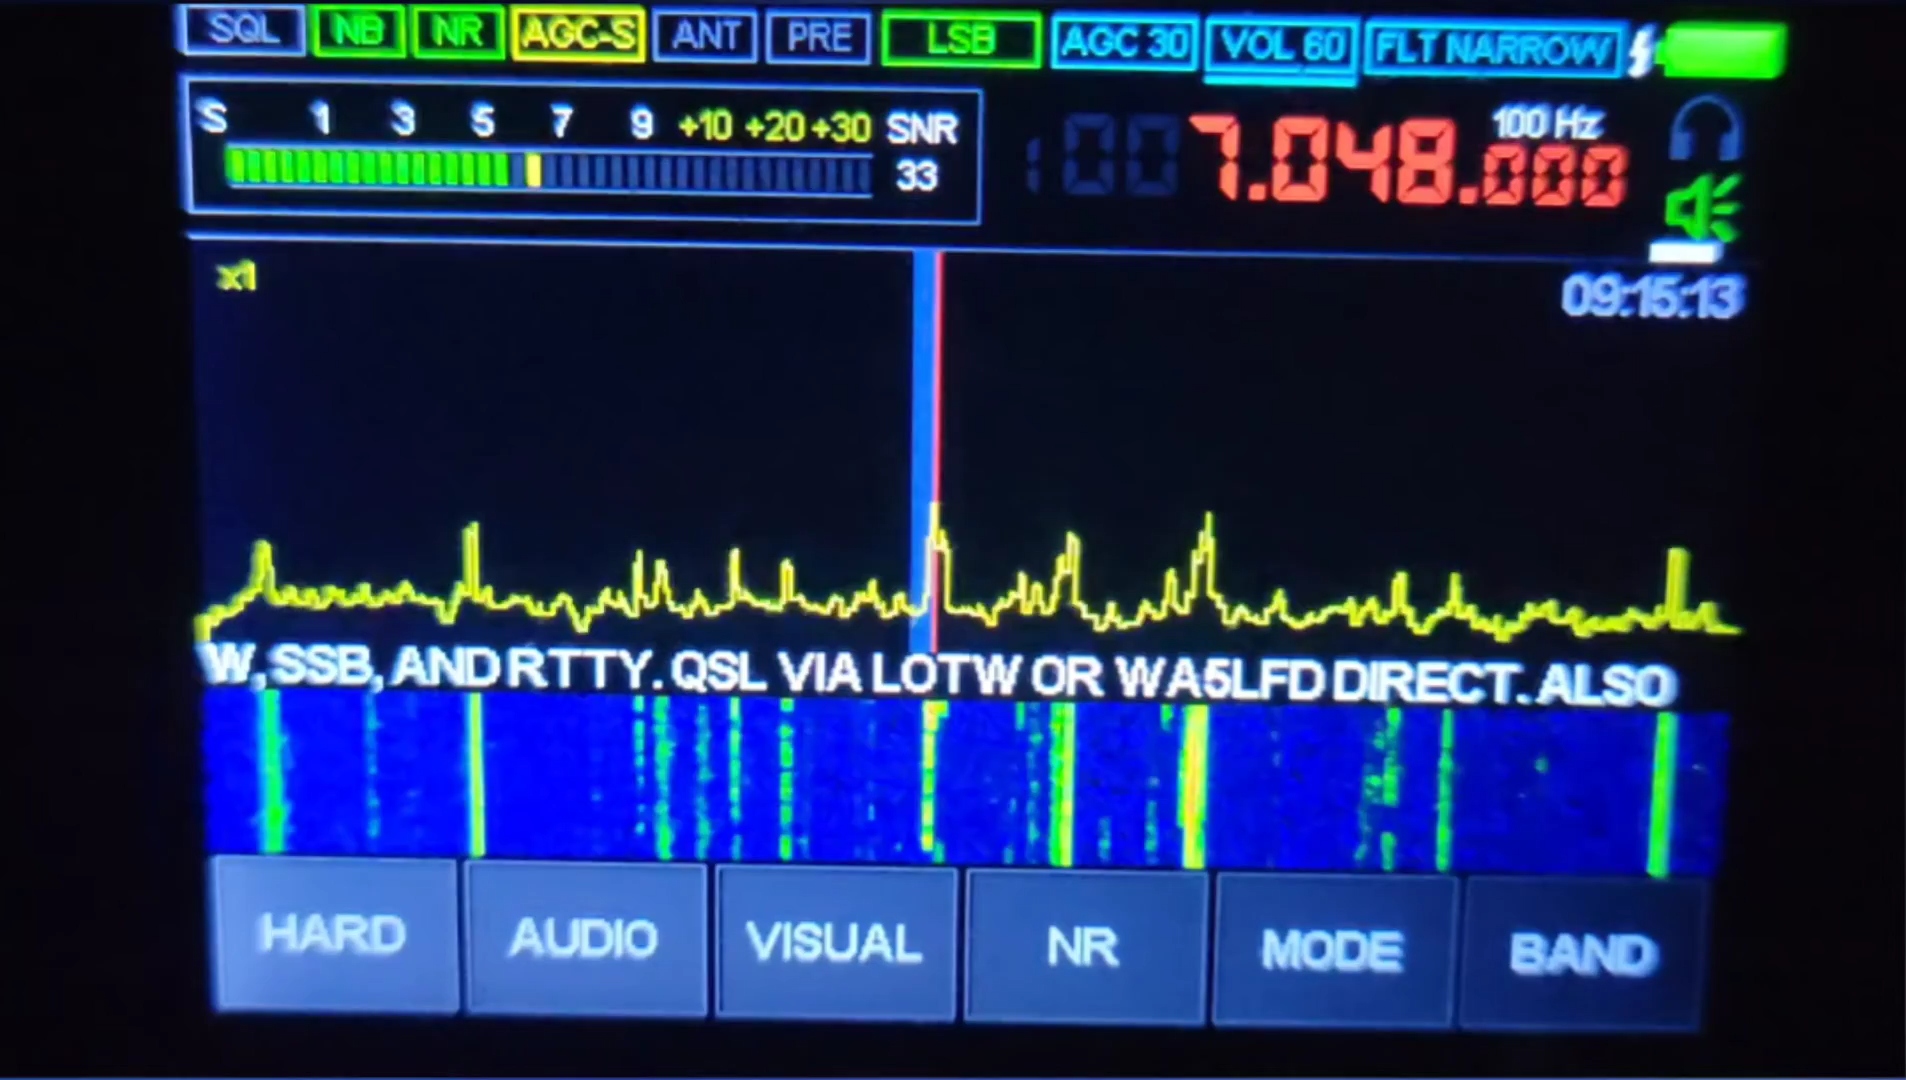 SQL NB NR AGC-S ANT PRE LSB AGC 30 VOL 60 FLT NARROW
S 1 3 5 7 9 +10 +20 +30 SNR
33
100 Hz
7.048.000
x1
09:15:13
W, SSB, AND RTTY. QSL VIA LOTW OR WA5LFD DIRECT. ALSO
HARD AUDIO VISUAL NR MODE BAND